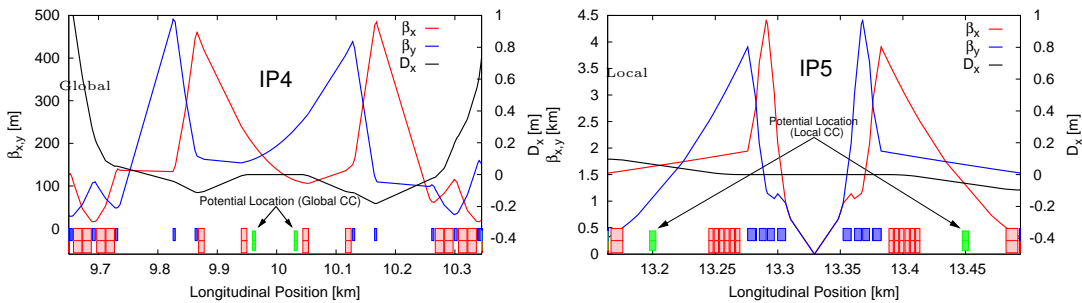 500
400
300
200
100
0
β_{x,y} [m]
Global
IP4
β_x
β_y
D_x
1
0.8
0.6
0.4
0.2
0
-0.2
-0.4
D_x [m]
Potential Location (Global CC)
9.7
9.8
9.9
10
10.1
10.2
10.3
Longitudinal Position [km]
4.5
4
3.5
3
2.5
2
1.5
1
0.5
0
β_{x,y} [km]
Local
IP5
β_x
β_y
D_x
1
0.8
0.6
0.4
0.2
0
-0.2
-0.4
D_x [m]
Potential Location
(Local CC)
13.2
13.25
13.3
13.35
13.4
13.45
Longitudinal Position [km]